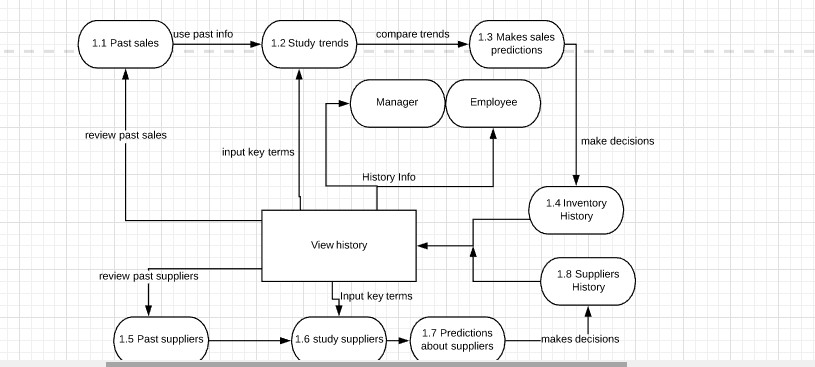 use past info
1.1 Past sales
1.2 Study trends
compare trends
1.3 Makes sales
predictions
Manager
Employee
review past sales
input key terms
make decisions
History Info
1.4 Inventory
History
View history
1.8 Suppliers
History
review past suppliers
Input key terms
1.5 Past suppliers
1.6 study suppliers
1.7 Predictions
about suppliers
makes decisions